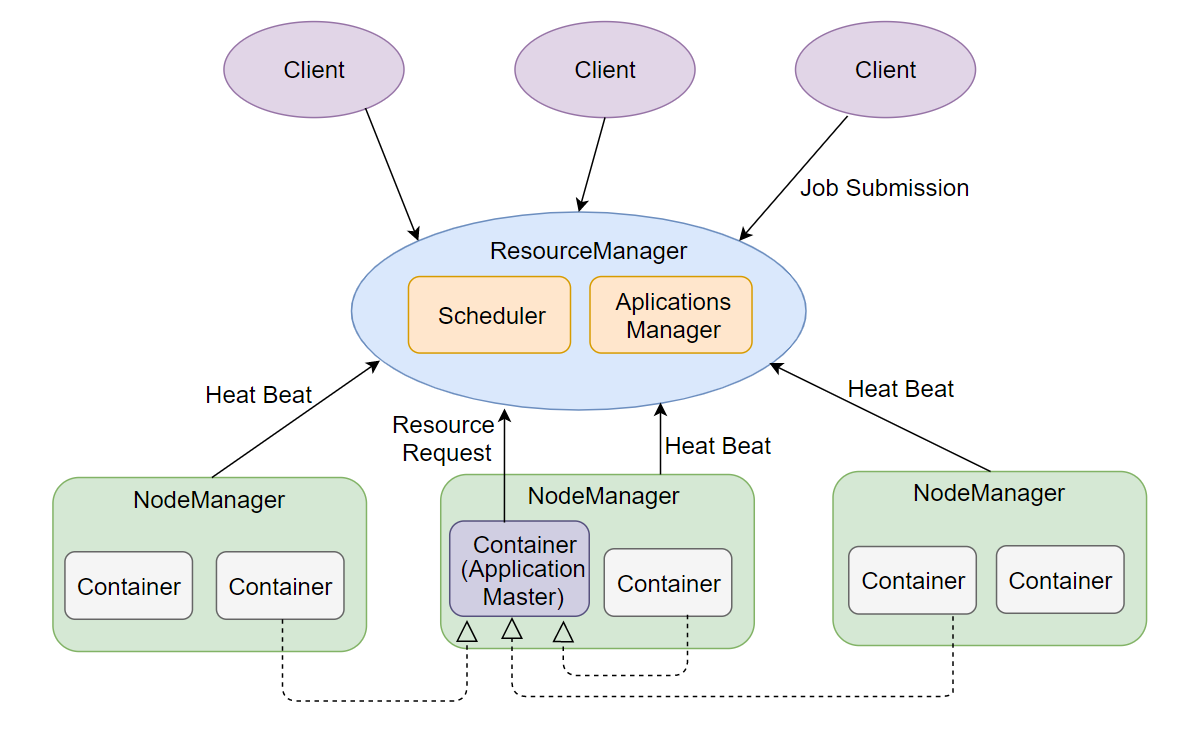 Client
Client
Client
Job Submission
ResourceManager
Scheduler
Aplications
Manager
Heat Beat
Heat Beat
Resource
Request
Heat Beat
NodeManager
Container
Container
NodeManager
Container
(Application
Master)
Container
NodeManager
Container
Container